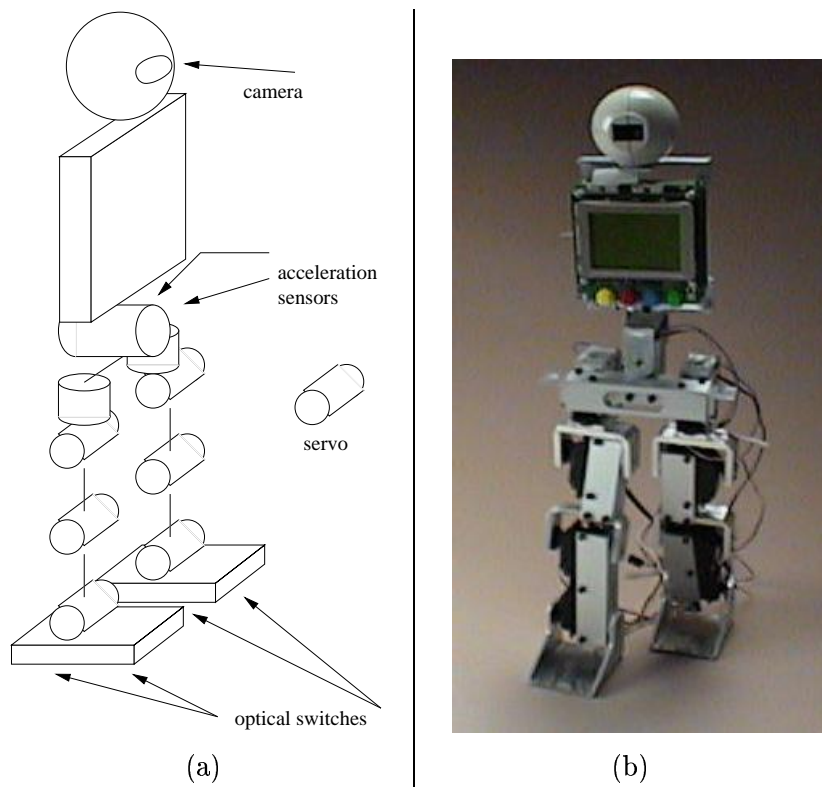 camera
acceleration
sensors
servo
optical switches
(a)
(b)